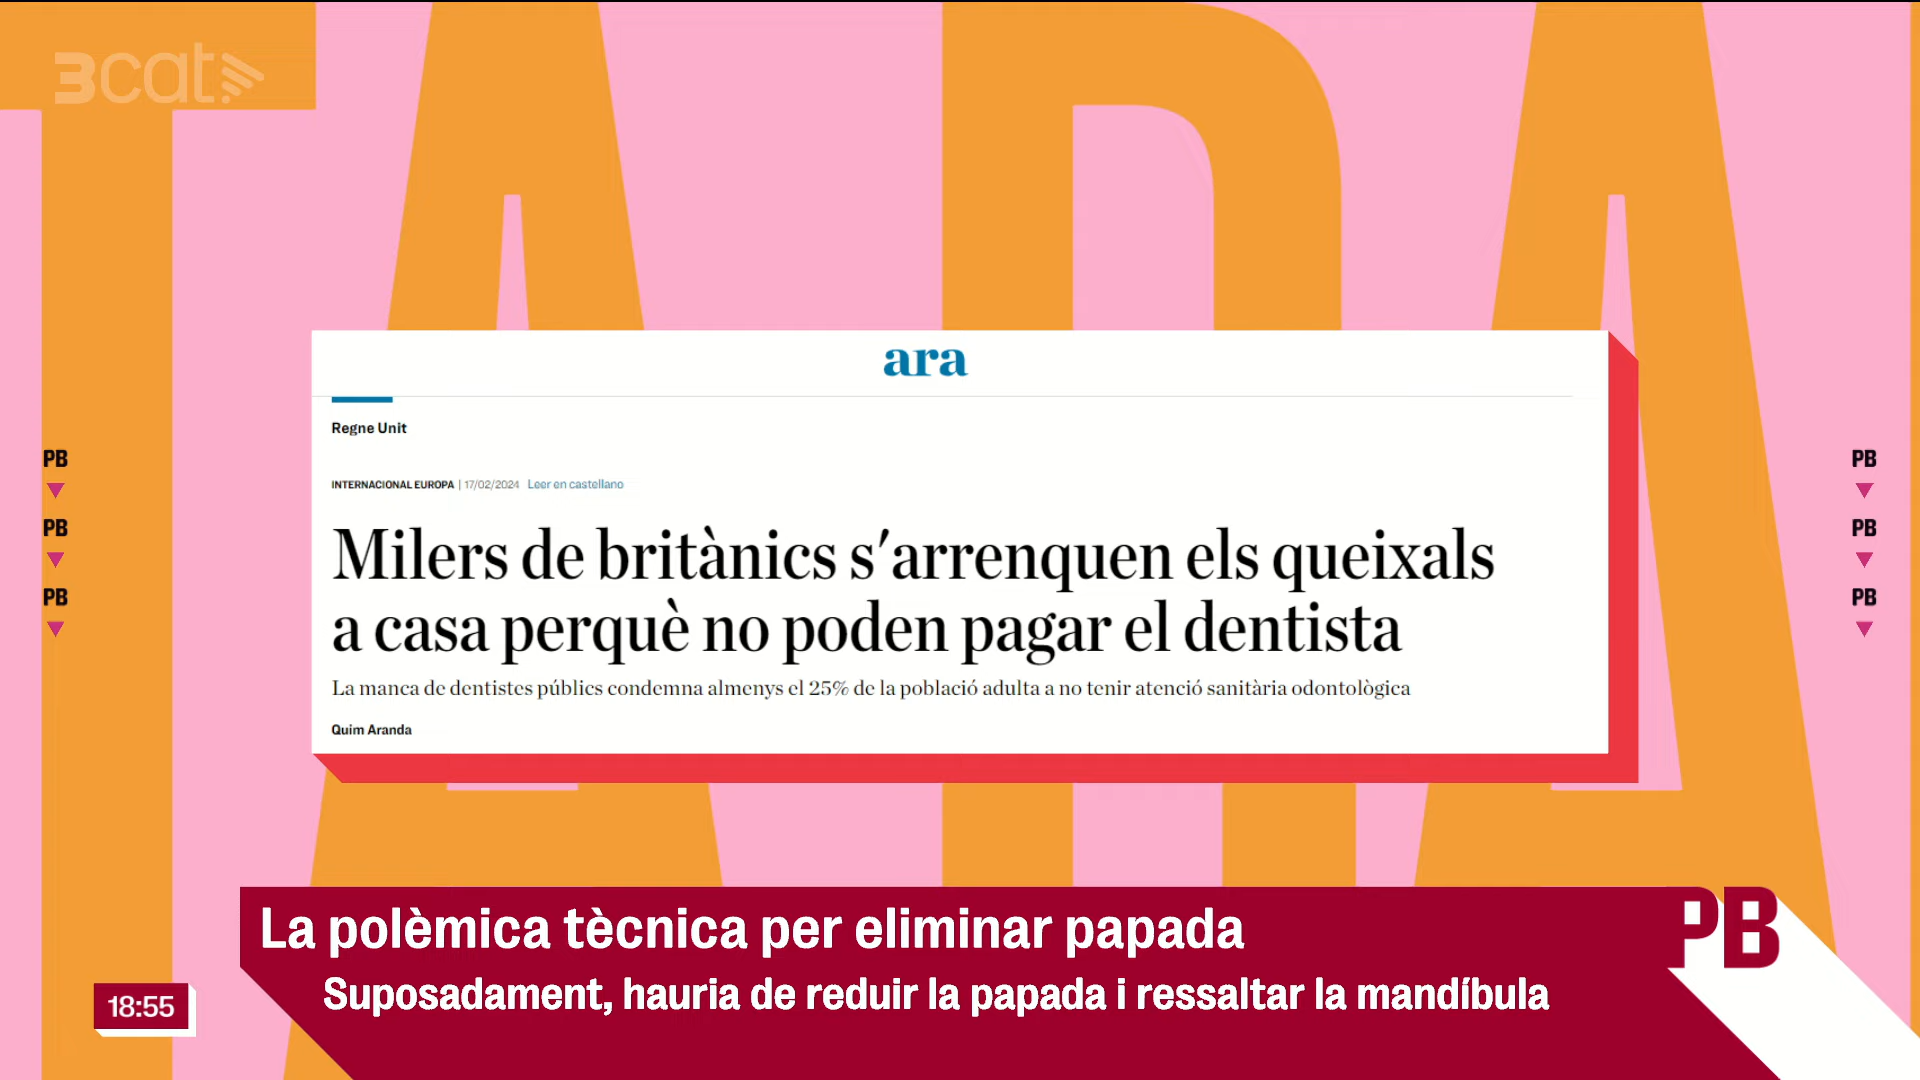 3cat
ara
Regne Unit
INTERNACIONAL EUROPA | 17/02/2024 Leer en castellano
Milers de britànics s'arrenquen els queixals
a casa perquè no poden pagar el dentista
La manca de dentistes públics condemna almenys el 25% de la població adulta a no tenir atenció sanitària odontològica
Quim Aranda
PB
PB
PB
PB
PB
PB
La polèmica tècnica per eliminar papada
PB
Suposadament, hauria de reduir la papada i ressaltar la mandíbula
18:55